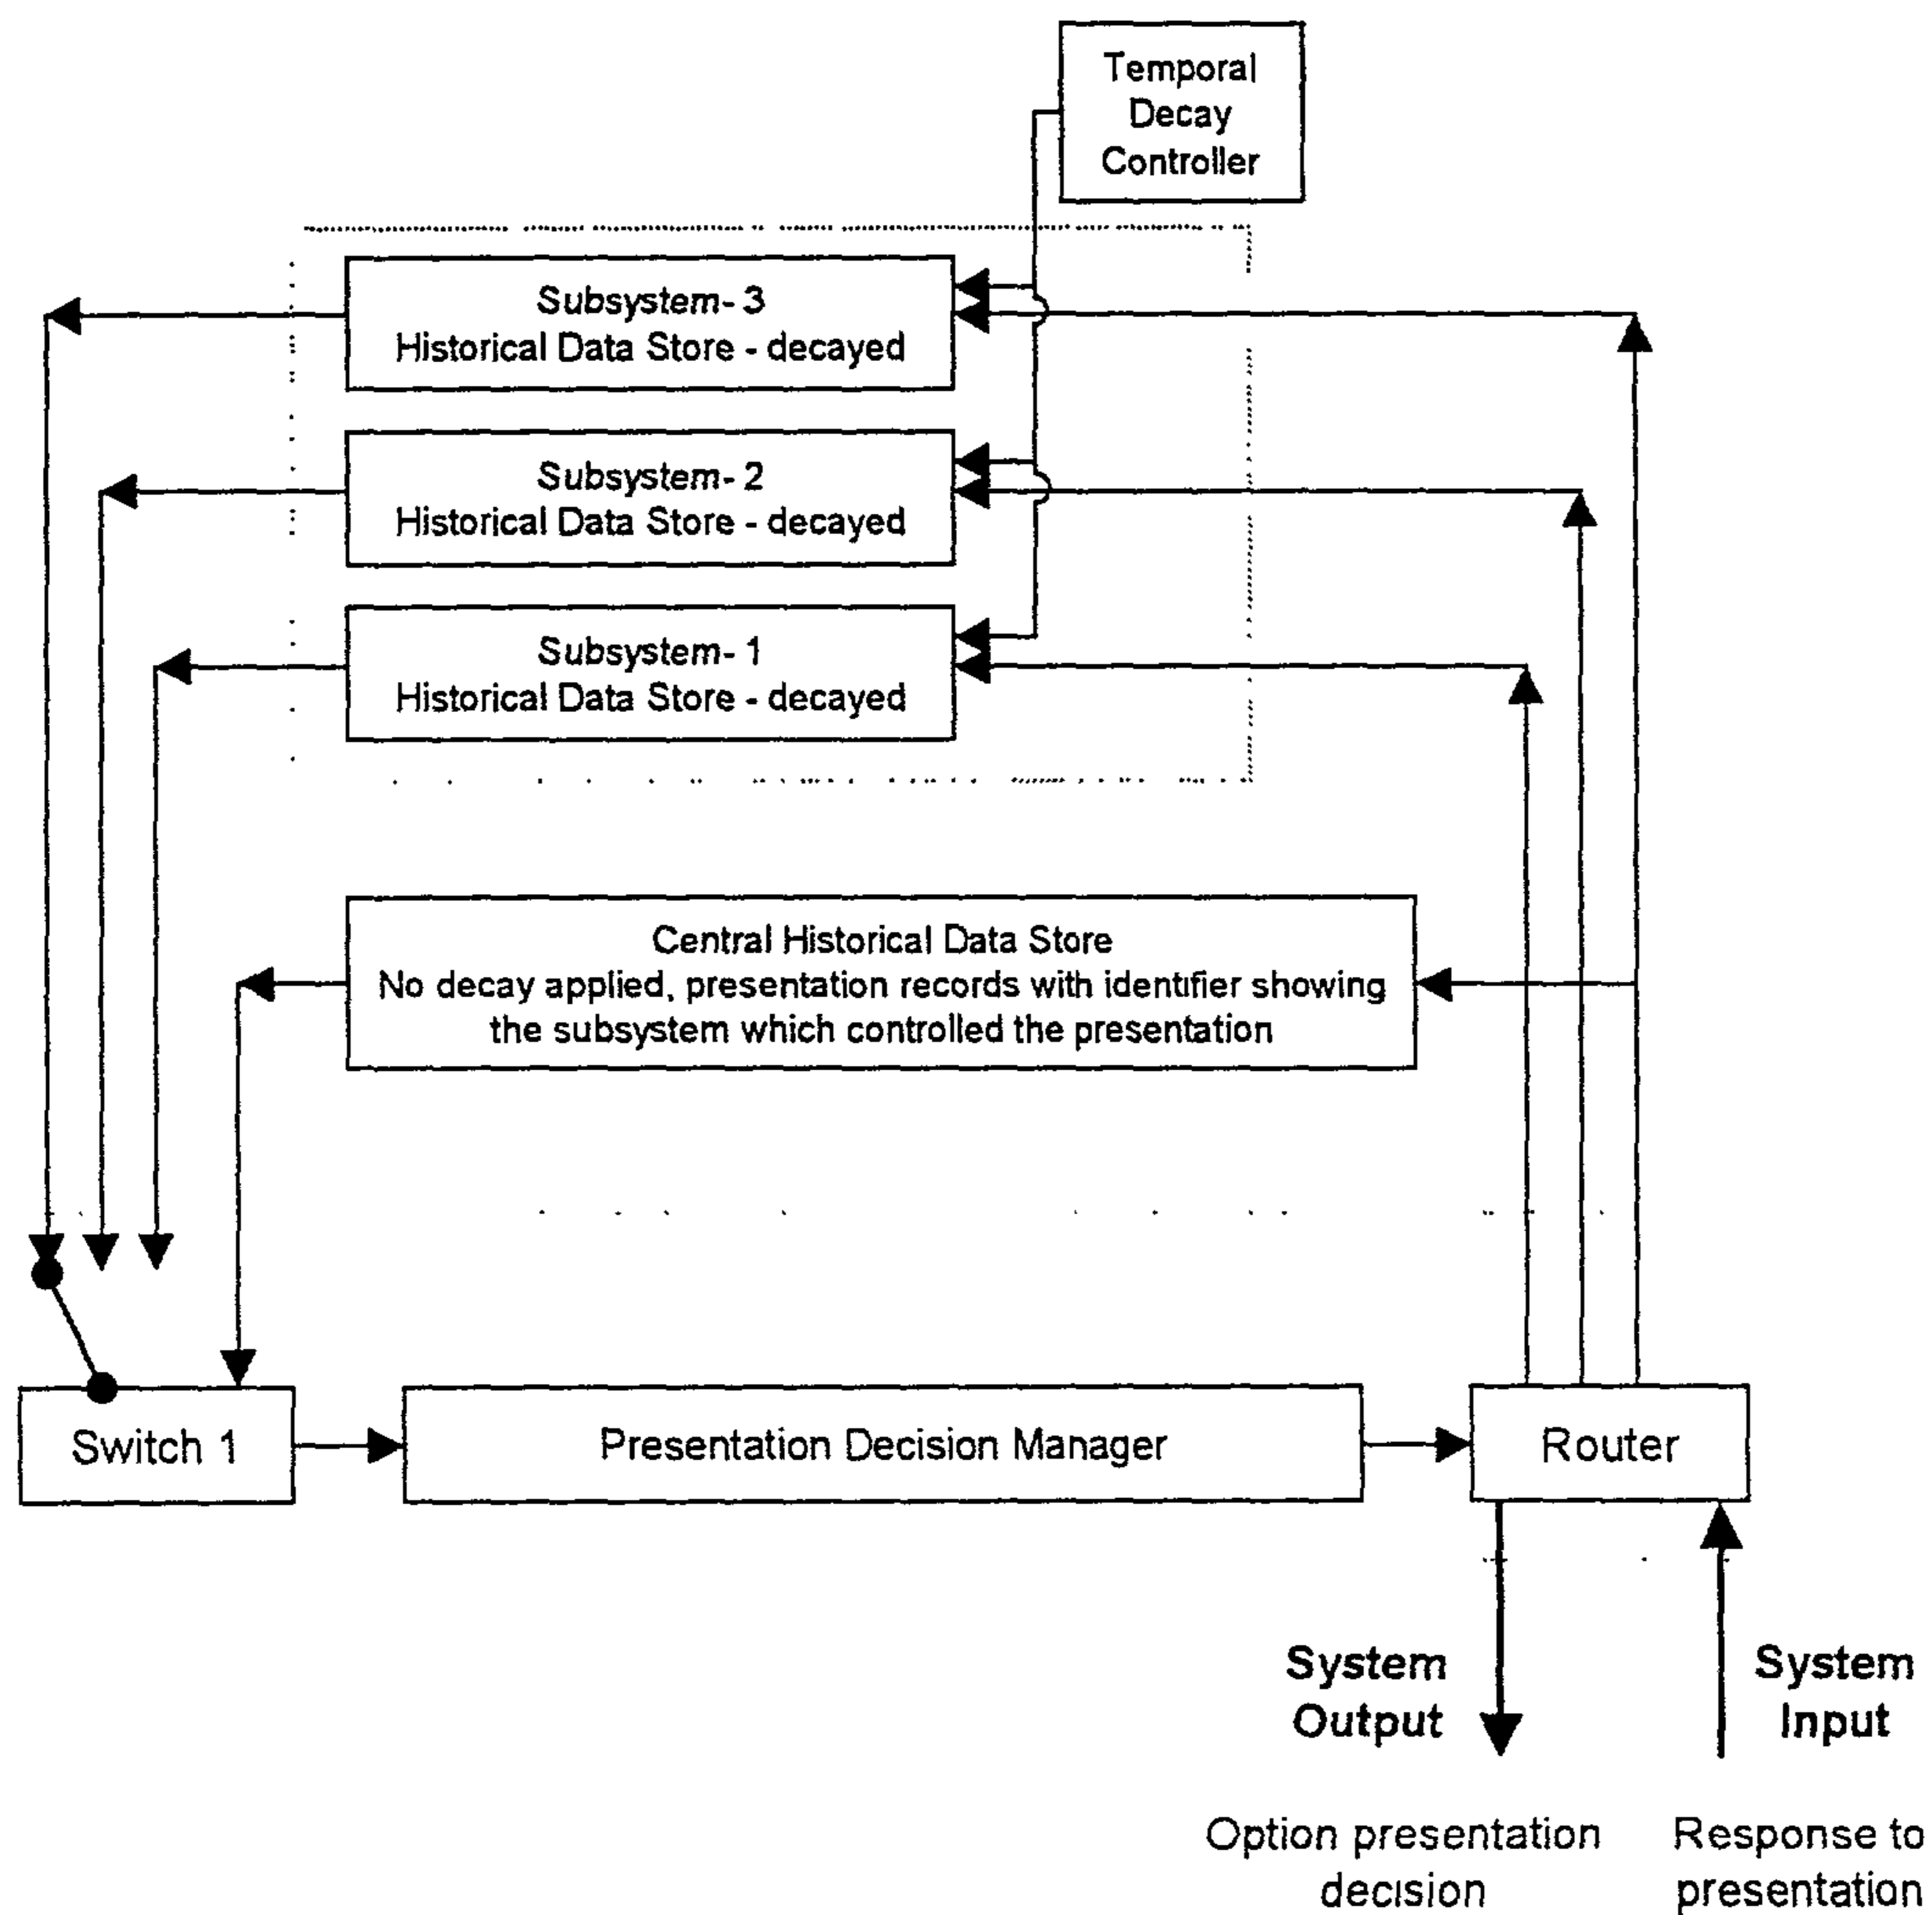 Temporal
Decay
Controller
Subsystem- 3
Historical Data Store - decayed
Subsystem- 2
Historical Data Store - decayed
Subsystem- 1
Historical Data Store - decayed
Central Historical Data Store
No decay applied, presentation records with identifier showing
the subsystem which controlled the presentation
Switch 1
Presentation Decision Manager
Router
System
Output
System
Input
Option presentation
decision
Response to
presentation